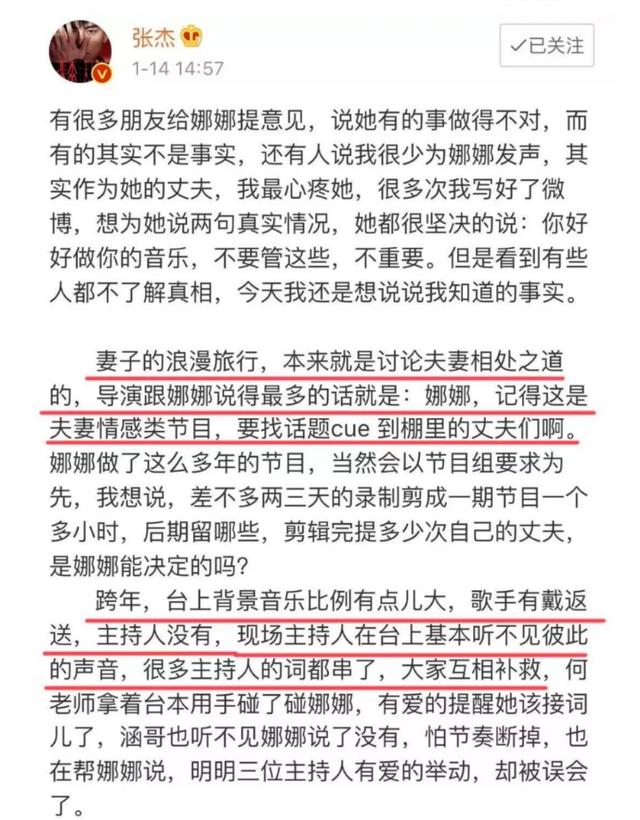 张杰
1-14 14:57
已关注
有很多朋友给娜娜提意见，说她有的事做得不对，而
有的其实不是事实，还有人说我很少为娜娜发声，其
实作为她的丈夫，我最心疼她，很多次我写好了微
博，想为她说两句真实情况，她都很坚决的说：你好
好做你的音乐，不要管这些，不重要。但是看到有些
人都不了解真相，今天我还是想说说我知道的事实。
妻子的浪漫旅行，本来就是讨论夫妻相处之道
的，导演跟娜娜说得最多的话就是：娜娜，记得这是
夫妻情感类节目，要找话题cue 到棚里的丈夫们啊。
娜娜做了这么多年的节目，当然会以节目组要求为
先，我想说，差不多两三天的录制剪成一期节目一个
多小时，后期留哪些，剪辑完提多少次自己的丈夫，
是娜娜能决定的吗？
跨年，台上背景音乐比例有点儿大，歌手有戴返
送，主持人没有，现场主持人在台上基本听不见彼此
的声音，很多主持人的词都串了，大家互相补救，何
老师拿着台本用手碰了碰娜娜，有爱的提醒她该接词
儿了，涵哥也听不见娜娜说了没有，怕节奏断掉，也
在帮娜娜说，明明三位主持人有爱的举动，却被误会
了。